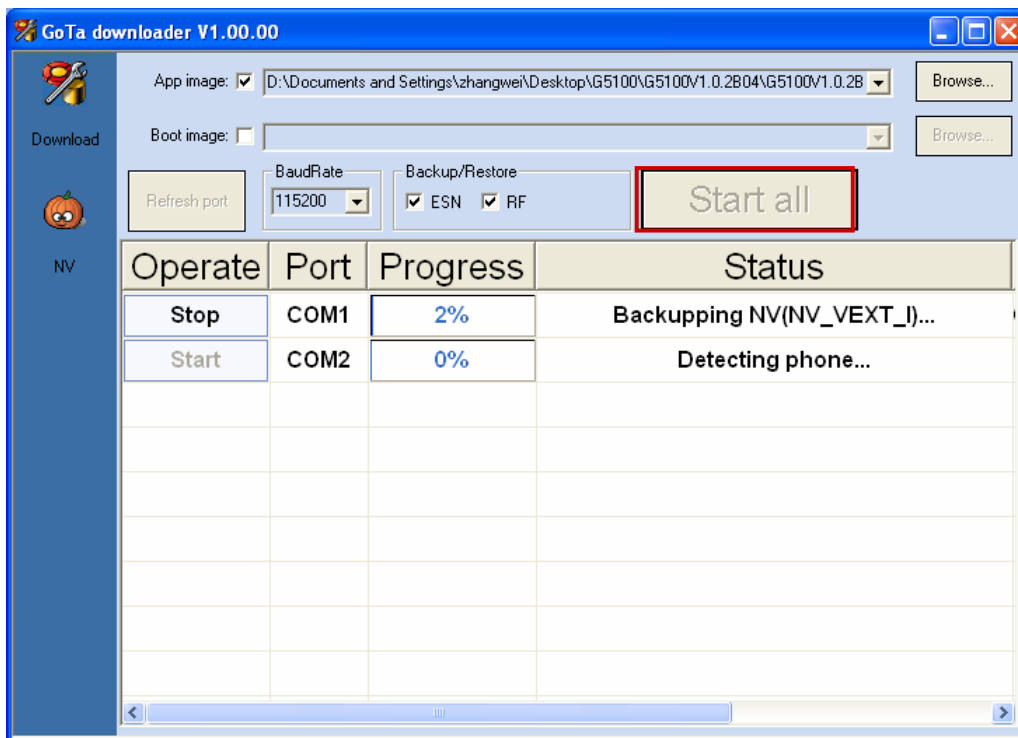 GoTa downloader V1.00.00
App image: D:\Documents and Settings\zhangwei\Desktop\G5100\G5100V1.0.2B04\G5100V1.0.2B Browse...
Download
Boot image: Browse...
BaudRate Backup/Restore
Refresh port 115200 ESN RF Start all
NV
Operate Port Progress Status
Stop COM1 2% Backupping NV(NV_VEXT_I)...
Start COM2 0% Detecting phone...